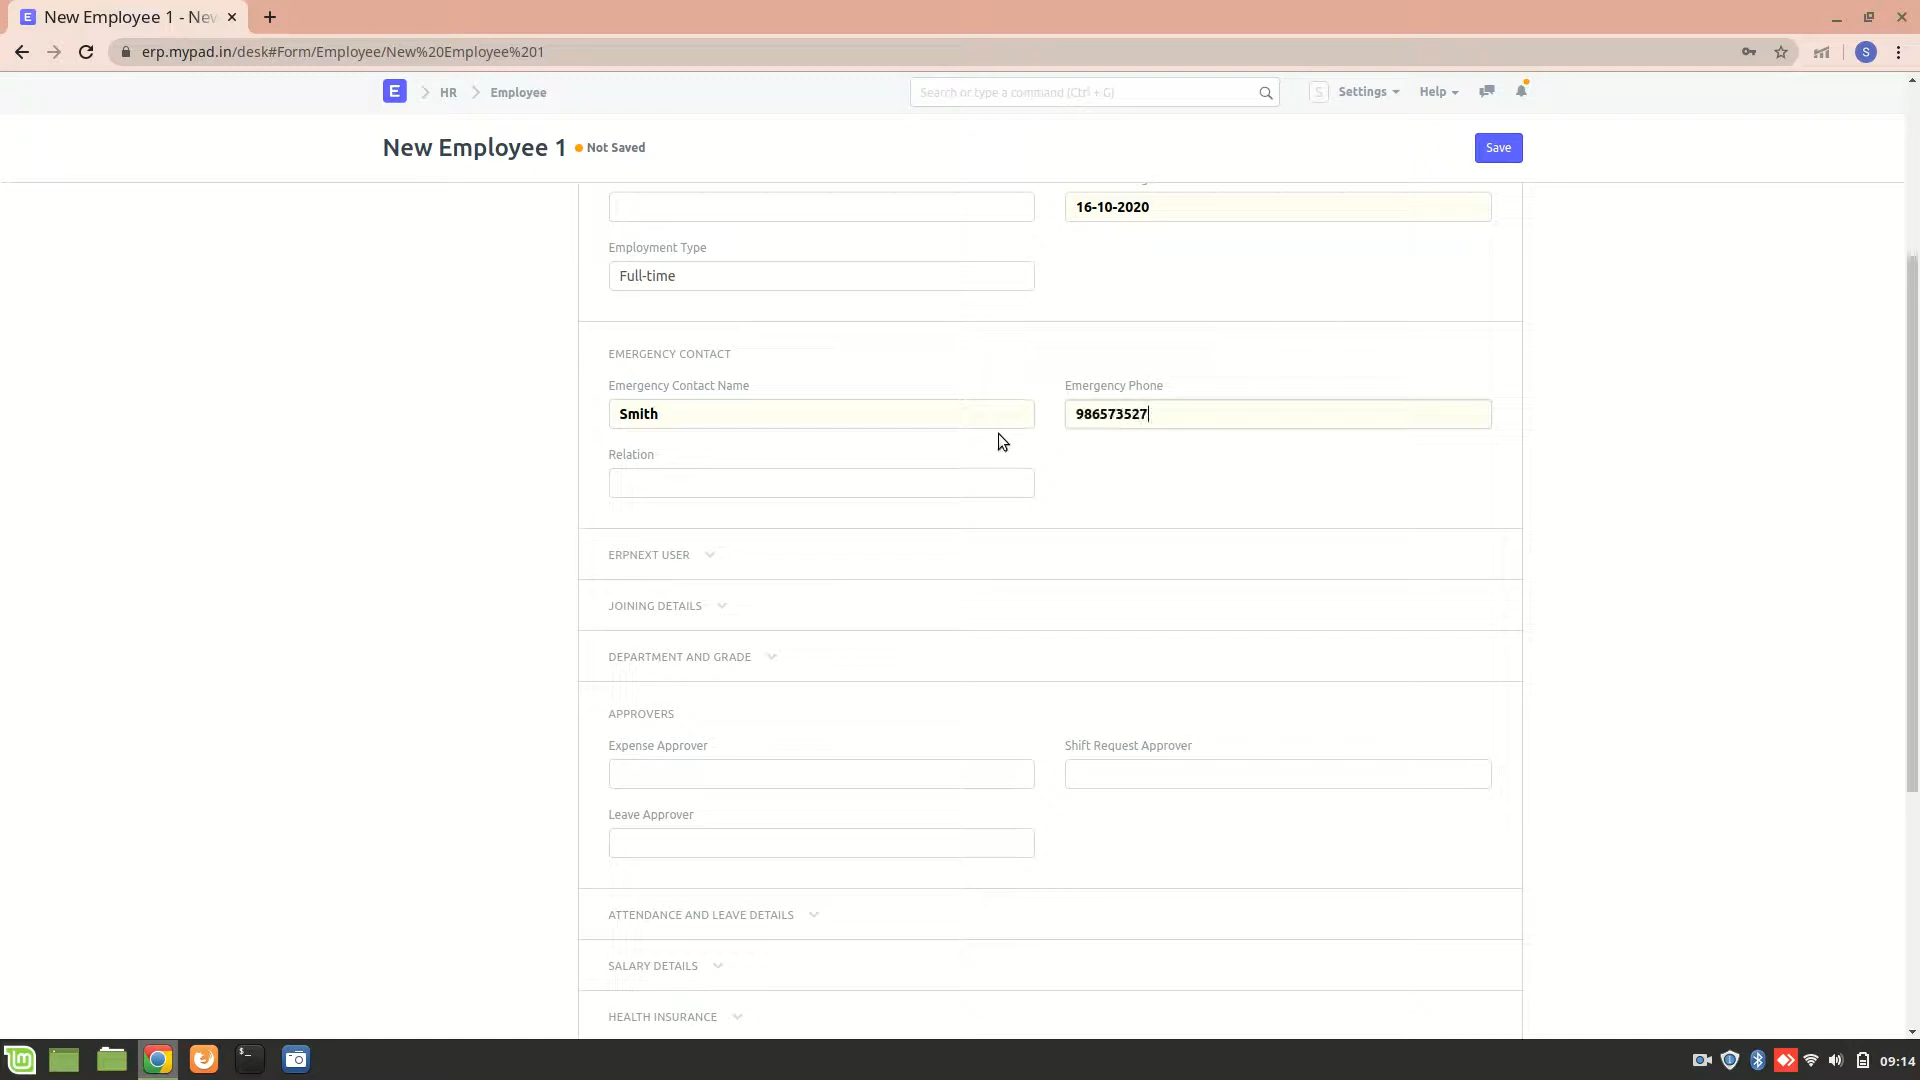 New Employee 1 - New
erp.mypad.in/desk#Form/Employee/New%20Employee%201
S
E
HR
Employee
Search or type a command (Ctrl + G)
S
Settings
Help
New Employee 1
Not Saved
Save
16-10-2020
Employment Type
Full-time
EMERGENCY CONTACT
Emergency Contact Name
Emergency Phone
Smith
986573527
Relation
ERPNEXT USER
JOINING DETAILS
DEPARTMENT AND GRADE
APPROVERS
Expense Approver
Shift Request Approver
Leave Approver
ATTENDANCE AND LEAVE DETAILS
SALARY DETAILS
HEALTH INSURANCE
09:14